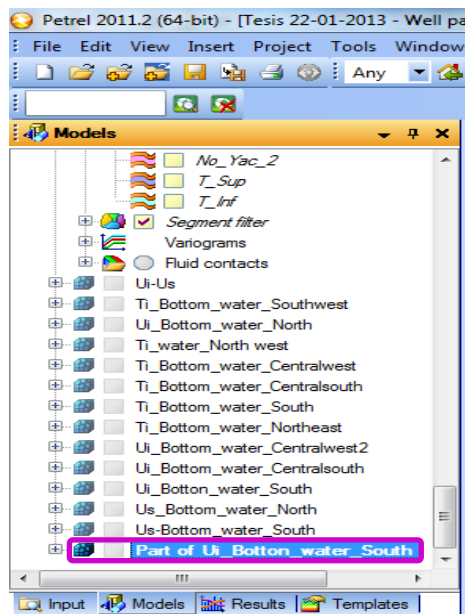 Petrel 2011.2 (64-bit) - [Tesis 22-01-2013 - Well pa
File Edit View Insert Project Tools Window
Any
Models
No_Yac_2
T_Sup
T_Inf
Segment filter
Variograms
Fluid contacts
Ui-Us
Ti_Bottom_water_Southwest
Ui_Bottom_water_North
Ti_water_North west
Ti_Bottom_water_Centralwest
Ti_Bottom_water_Centralsouth
Ti_Bottom_water_South
Ti_Bottom_water_Northeast
Ui_Bottom_water_Centralwest2
Ui_Bottom_water_Centralsouth
Ui_Botton_water_South
Us_Bottom_water_North
Us-Bottom_water_South
Part of Ui_Botton_water_South
Input Models Results Templates